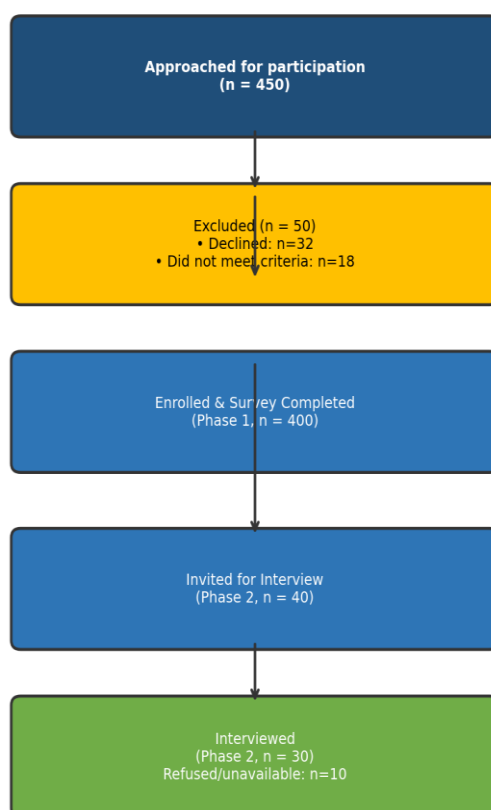 Approached for participation
(n = 450)
Excluded (n = 50)
• Declined: n=32
• Did not meet criteria: n=18
Enrolled & Survey Completed
(Phase 1, n = 400)
Invited for Interview
(Phase 2, n = 40)
Interviewed
(Phase 2, n = 30)
Refused/unavailable: n=10